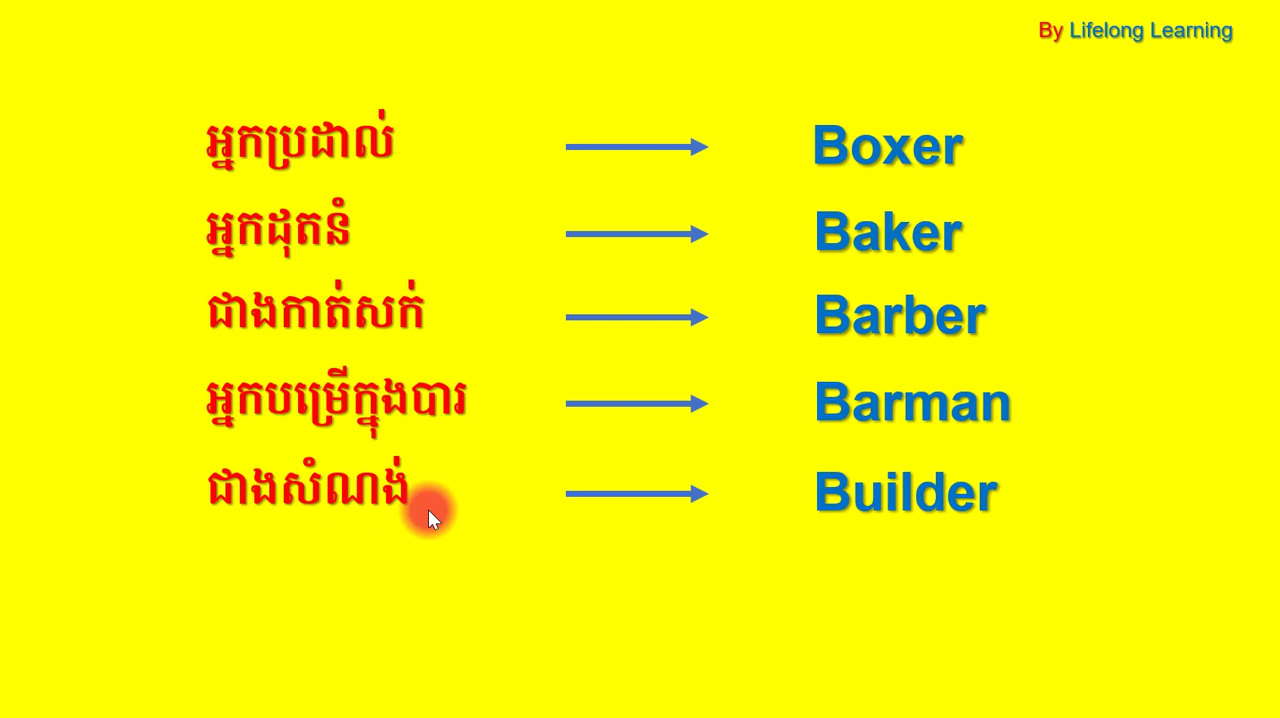 By Lifelong Learning
អ្នកប្រដាល់ Boxer
អ្នកដុតនំ Baker
ជាងកាត់សក់ Barber
អ្នកបម្រើក្នុងបារ Barman
ជាងសំណង់ Builder